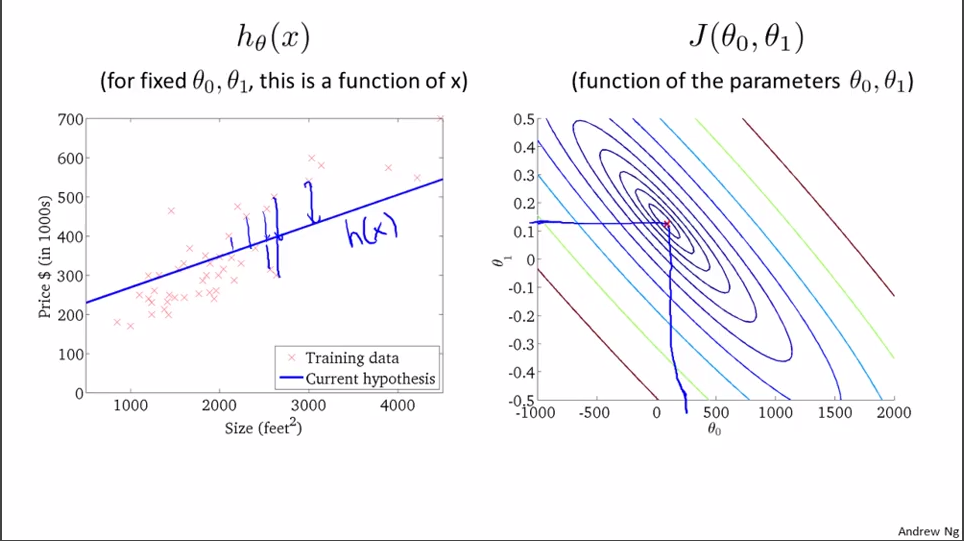 hθ(x)
(for fixed θ0, θ1, this is a function of x)
700
600
500
400
300
200
100
0
Price $ (in 1000s)
1000 2000 3000 4000
Size (feet²)
h(x)
Training data
Current hypothesis
J(θ0, θ1)
(function of the parameters θ0, θ1)
0.5
0.4
0.3
0.2
0.1
0
-0.1
-0.2
-0.3
-0.4
-0.5
θ1
-1000 -500 0 500 1000 1500 2000
θ0
Andrew Ng